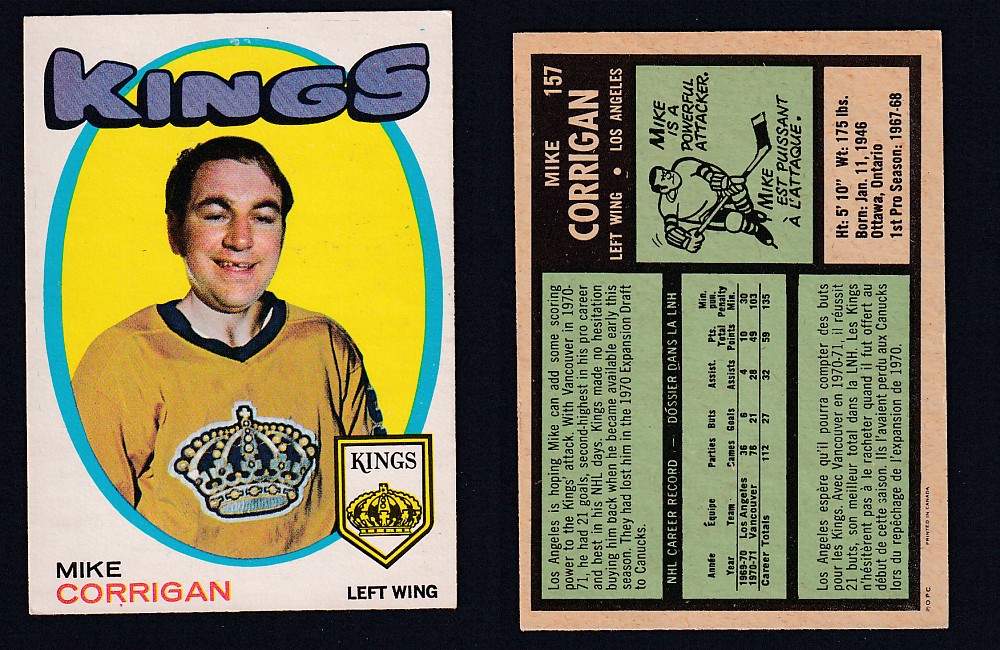 KINGS
KINGS
MIKE
CORRIGAN
LEFT WING
157
MIKE
CORRIGAN
LEFT WING • LOS ANGELES
MIKE
IS A
POWERFUL
ATTACKER.
MIKE
EST PUISSANT
À L'ATTAQUE.
Ht: 5' 10" Wt: 175 lbs.
Born: Jan. 11, 1946
Ottawa, Ontario
1st Pro Season: 1967-68
Los Angeles is hoping Mike can add some scoring
power to the Kings' attack. With Vancouver in 1970-
71, he had 21 goals, second-highest in his pro career
and best in his NHL days. Kings made no hesitation
buying him back when he became available early this
season. They had lost him in the 1970 Expansion Draft
to Canucks.
NHL CAREER RECORD — DOSSIER DANS LA LNH
Année Équipe Parties Buts Assist. Pts. Min. pun.
Year Team Games Goals Assists Total Points Penalty Min.
1969-70 Los Angeles 36 6 4 10 30
1970-71 Vancouver 76 21 28 49 103
Career Totals 112 27 32 59 135
Los Angeles espère qu'il pourra compter des buts
pour les Kings. Avec Vancouver en 1970-71, il réussit
21 buts, son meilleur total dans la LNH. Les Kings
n'hésitèrent pas à le racheter quand il fut offert au
début de cette saison. Ils l'avaient perdu aux Canucks
lors du repêchage de l'expansion de 1970.
P.O.P.C. PRINTED IN CANADA